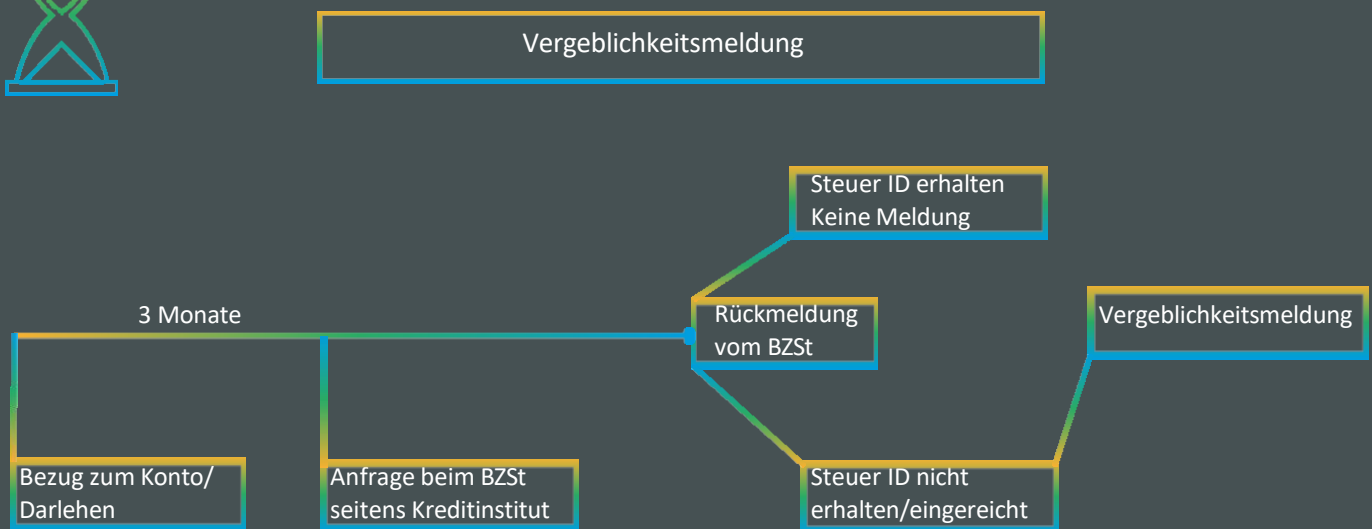 Vergeblichkeitsmeldung
Steuer ID erhalten
Keine Meldung
3 Monate
Rückmeldung
vom BZSt
Vergeblichkeitsmeldung
Bezug zum Konto/
Darlehen
Anfrage beim BZSt
seitens Kreditinstitut
Steuer ID nicht
erhalten/eingereicht